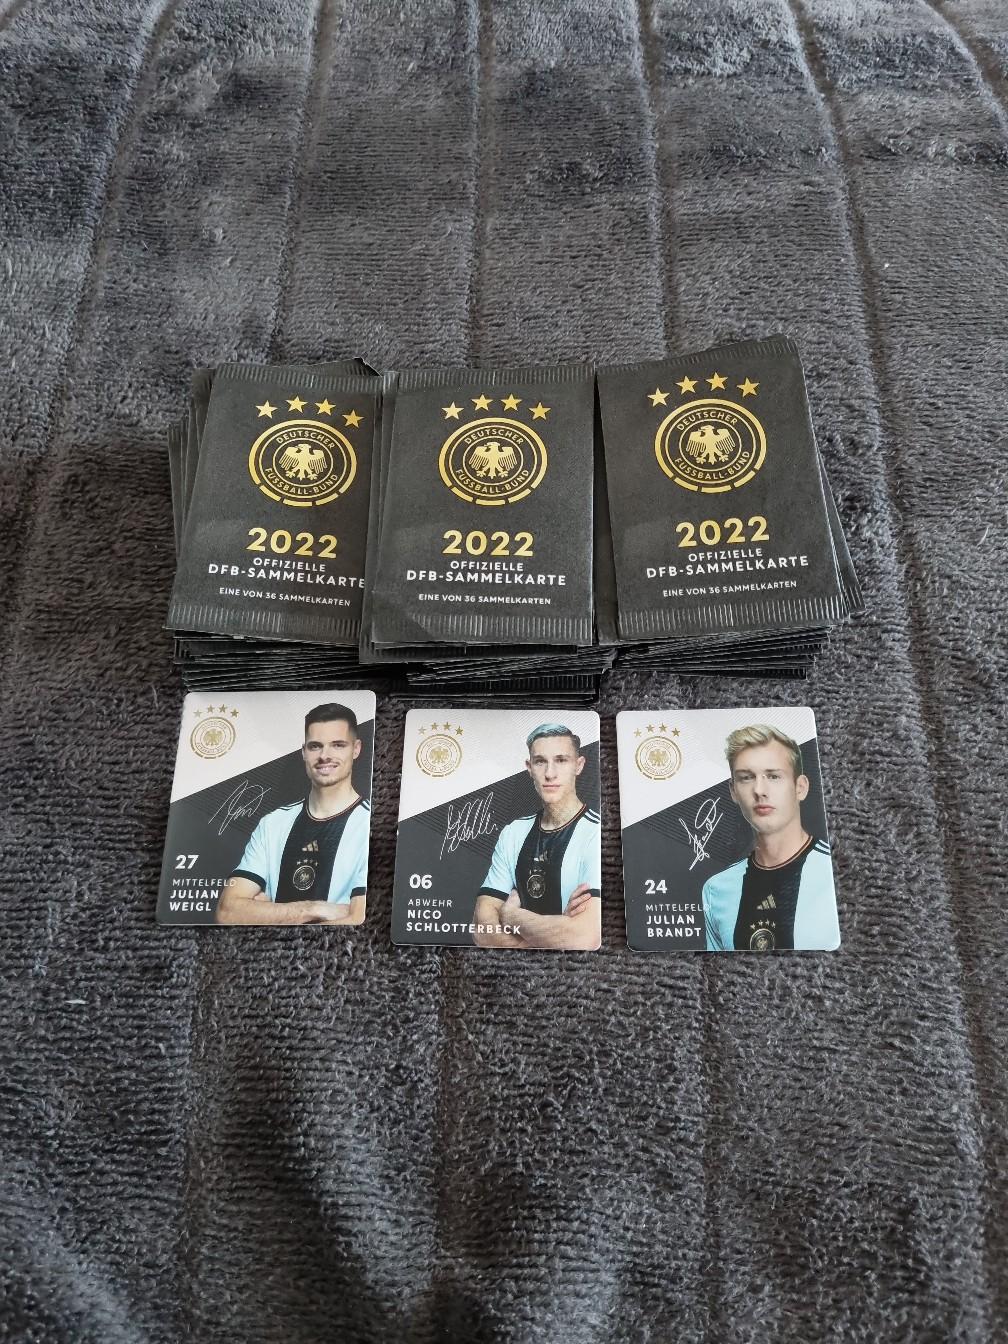 DEUTSCHER
FUSSBALL-BUND
2022
OFFIZIELLE
DFB-SAMMELKARTE
EINE VON 36 SAMMELKARTEN
DEUTSCHER
FUSSBALL-BUND
2022
OFFIZIELLE
DFB-SAMMELKARTE
EINE VON 36 SAMMELKARTEN
DEUTSCHER
FUSSBALL-BUND
2022
OFFIZIELLE
DFB-SAMMELKARTE
EINE VON 36 SAMMELKARTEN
27
MITTELFELD
JULIAN
WEIGL
06
ABWEHR
NICO
SCHLOTTERBECK
24
MITTELFELD
JULIAN
BRANDT